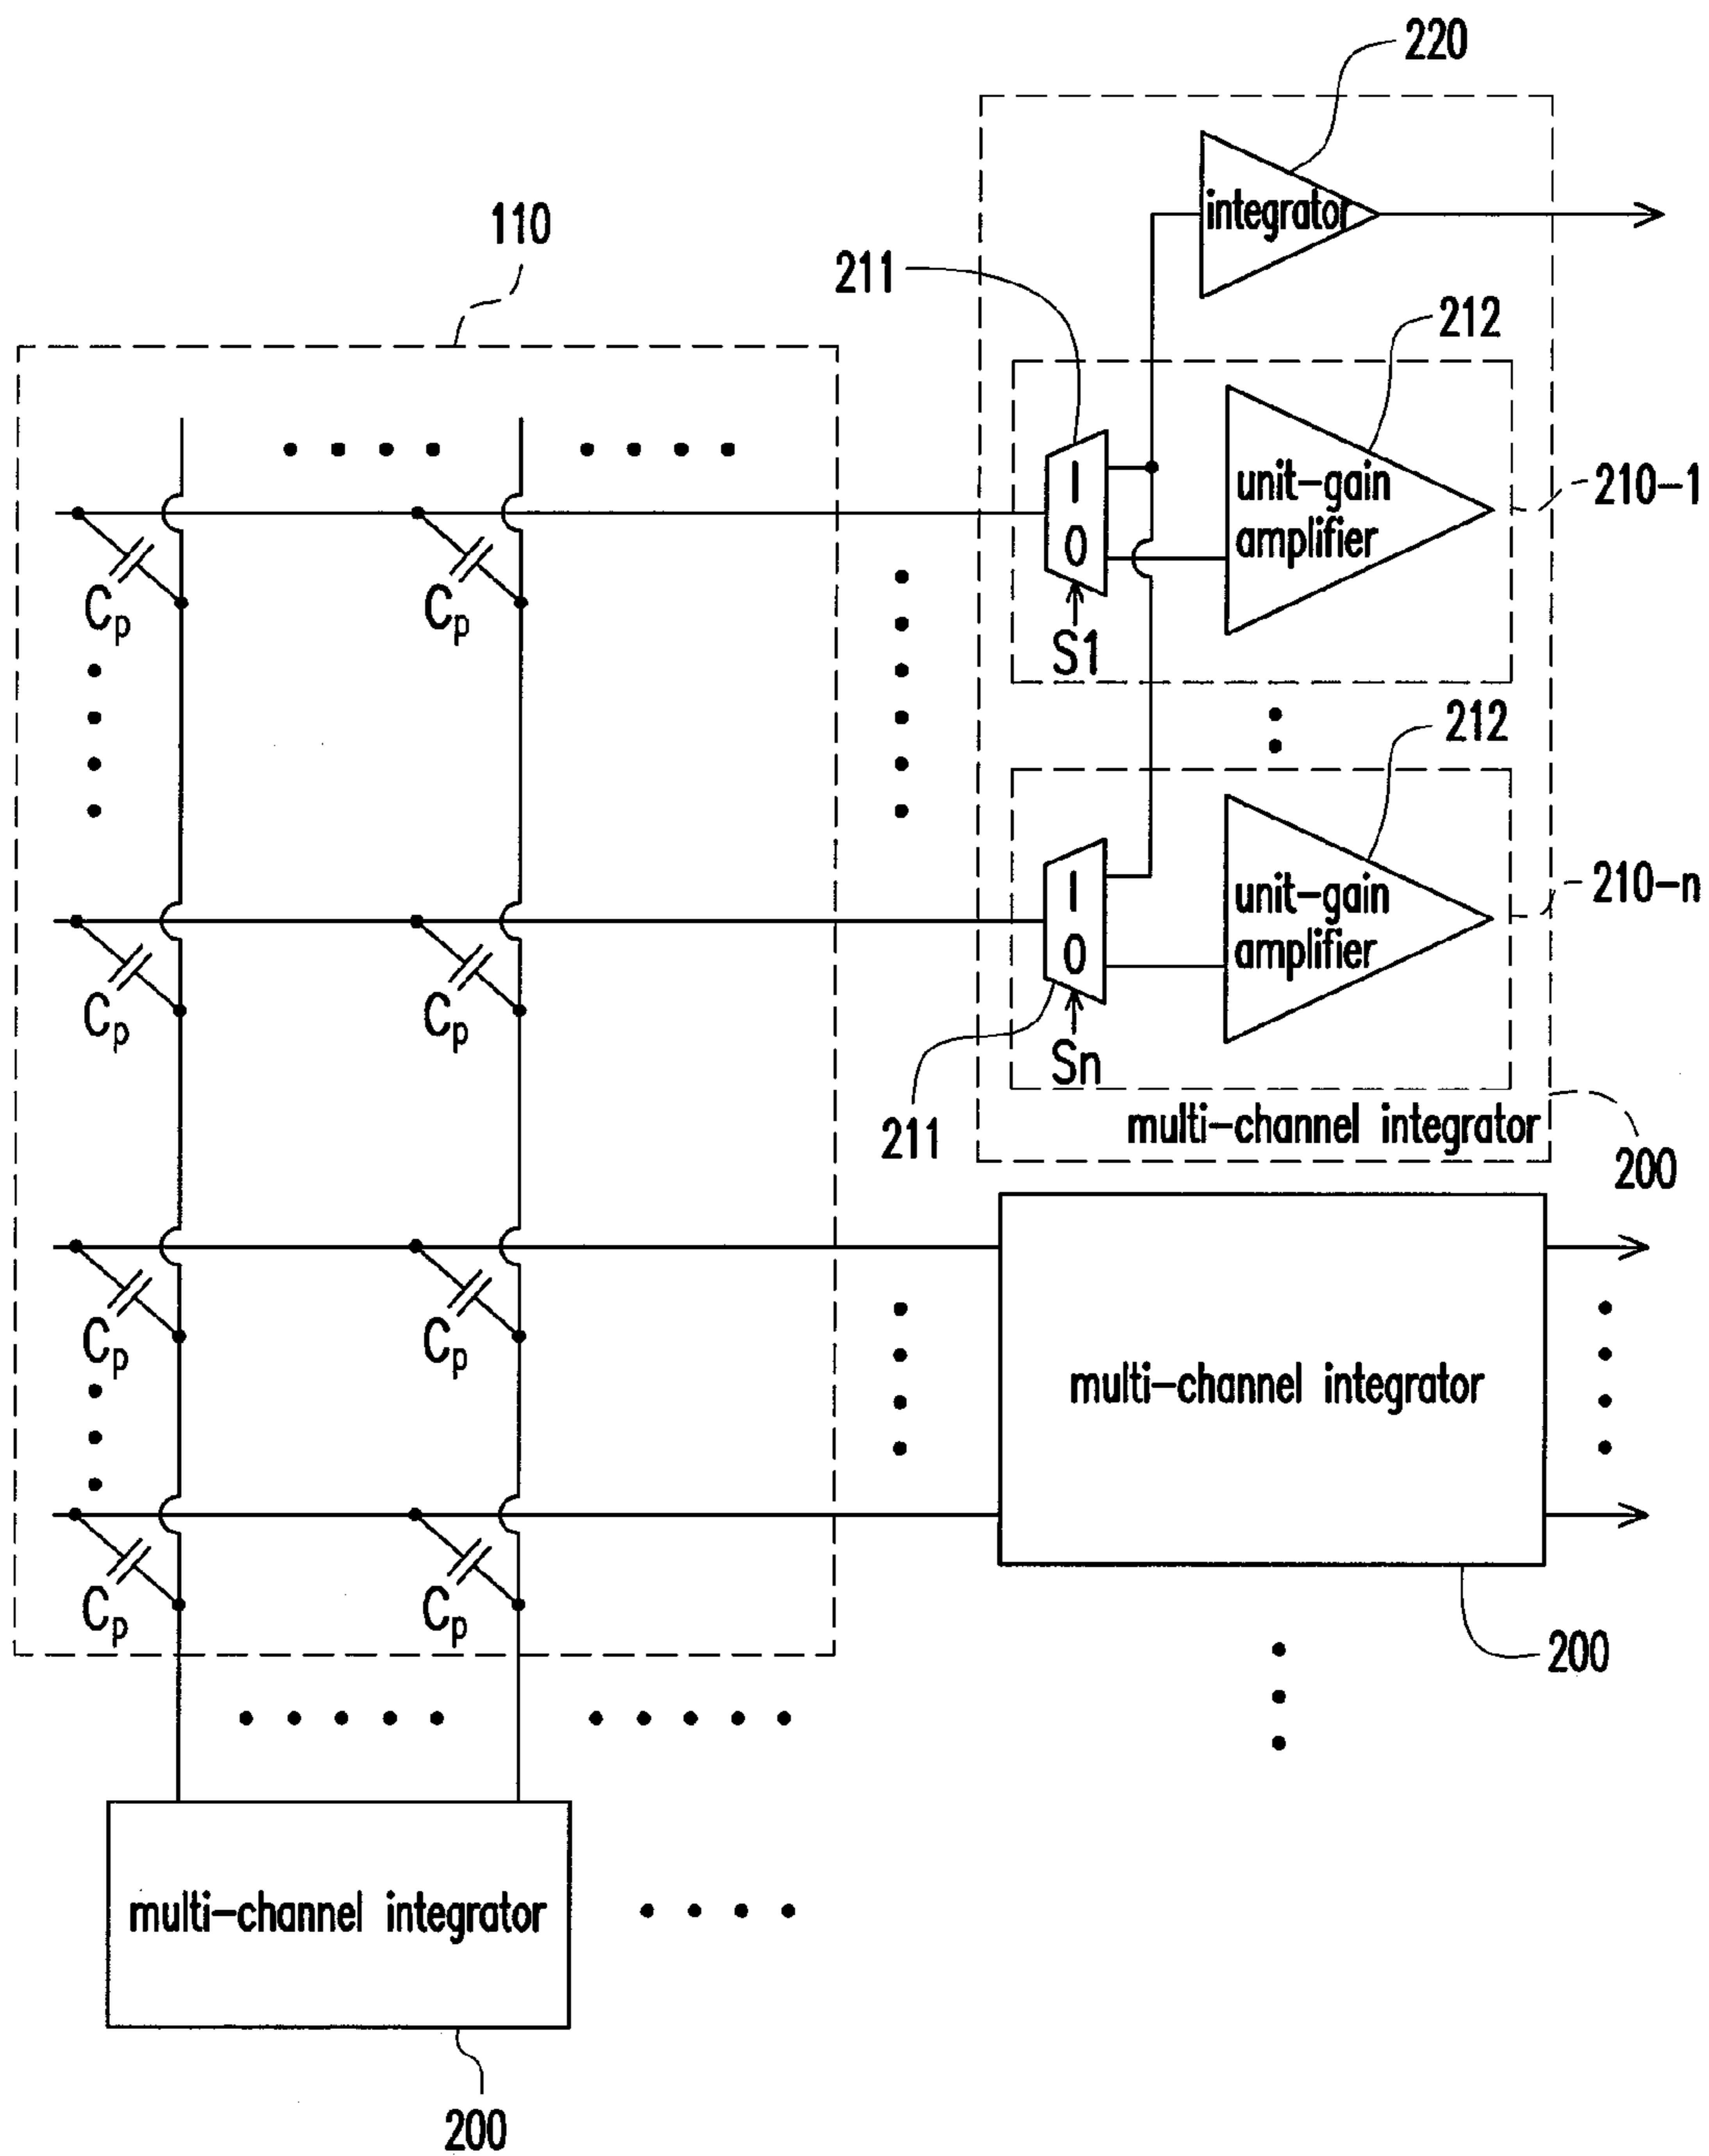 220
integrator
110
211
212
1
0
unit-gain
amplifier
210-1
Cp
Cp
S1
212
1
0
unit-gain
amplifier
210-n
Cp
Cp
Sn
211
multi-channel integrator
200
Cp
Cp
multi-channel integrator
Cp
Cp
200
multi-channel integrator
200